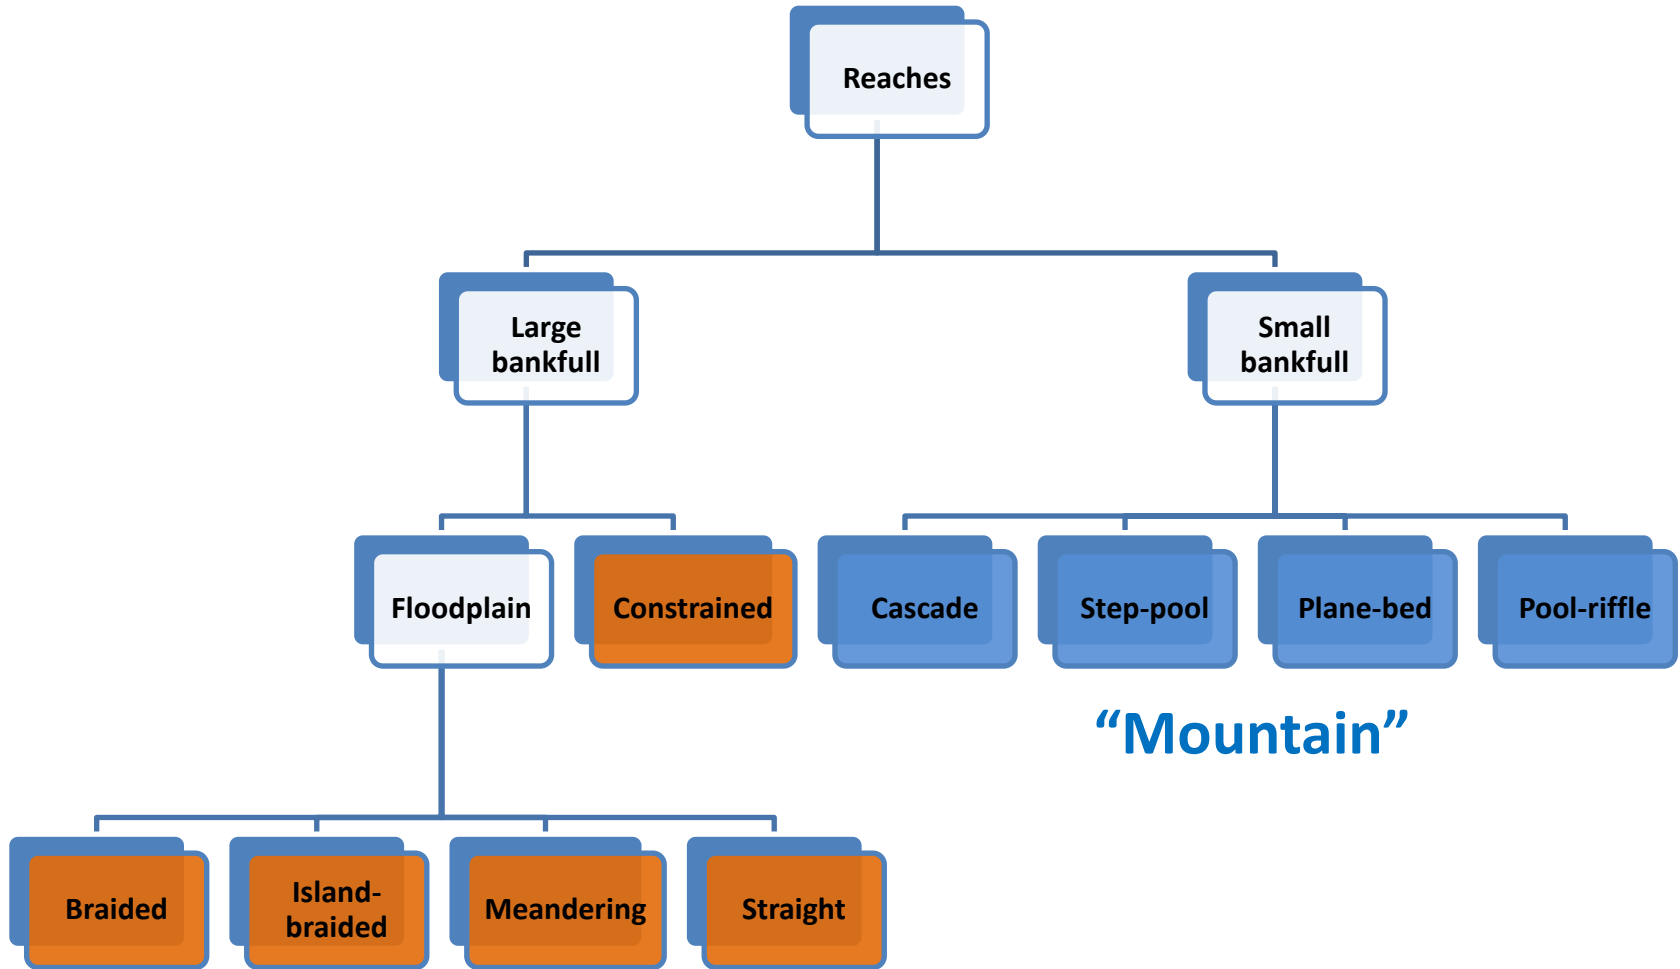 Reaches
Large
bankfull
Small
bankfull
Floodplain
Constrained
Cascade
Step-pool
Plane-bed
Pool-riffle
“Mountain”
Braided
Island-
braided
Meandering
Straight